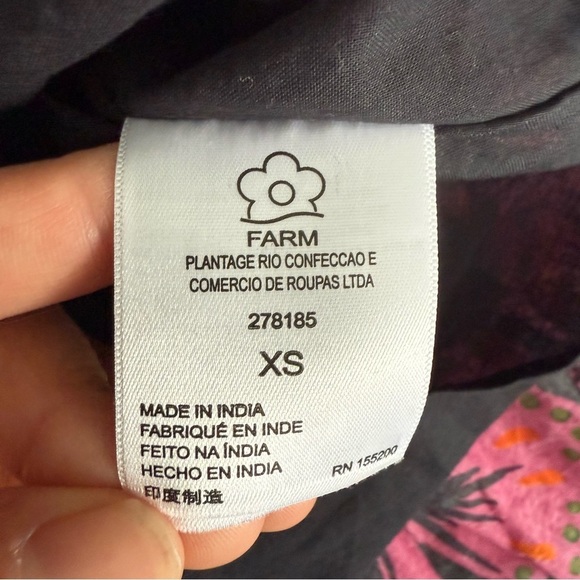 FARM
PLANTAGE RIO CONFECCAO E
COMERCIO DE ROUPAS LTDA
278185
XS
MADE IN INDIA
FABRIQUÉ EN INDE
FEITO NA ÍNDIA
HECHO EN INDIA
RN 155200
印度制造